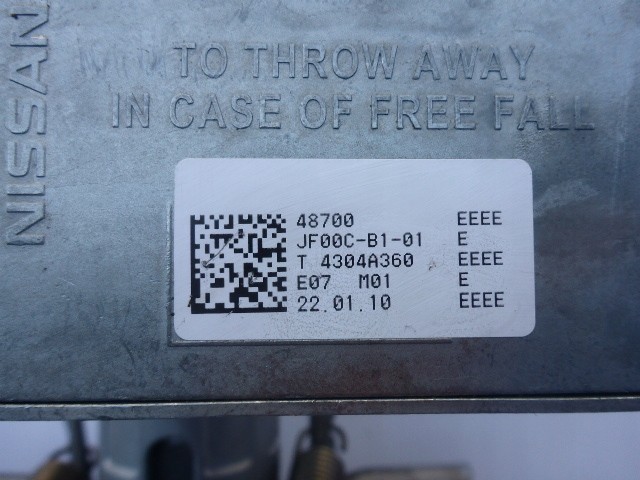 NISSAN
TO THROW AWAY
IN CASE OF FREE FALL
48700 EEEE
JF00C-B1-01 E
T 4304A360 EEEE
E07 M01 E
22.01.10 EEEE